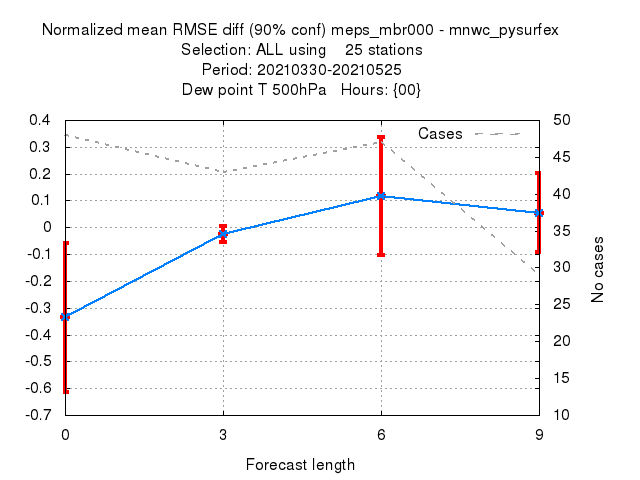 Normalized mean RMSE diff (90% conf) meps_mbr000 - mnwc_pysurfex
Selection: ALL using    25 stations
Period: 20210330-20210525
Dew point T 500hPa   Hours: {00}
Cases
0.4
0.3
0.2
0.1
0
-0.1
-0.2
-0.3
-0.4
-0.5
-0.6
-0.7
50
45
40
35
30
25
20
15
10
No cases
0 3 6 9
Forecast length